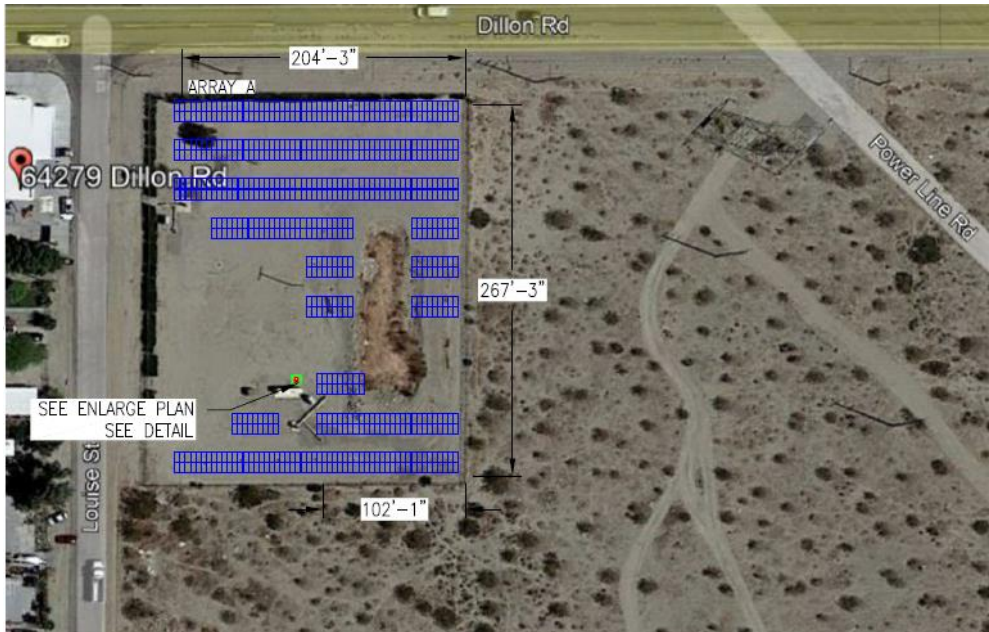 Dillon Rd
204'-3"
ARRAY A
64279 Dillon Rd
Power Line Rd
267'-3"
SEE ENLARGE PLAN
SEE DETAIL
Louise St
102'-1"